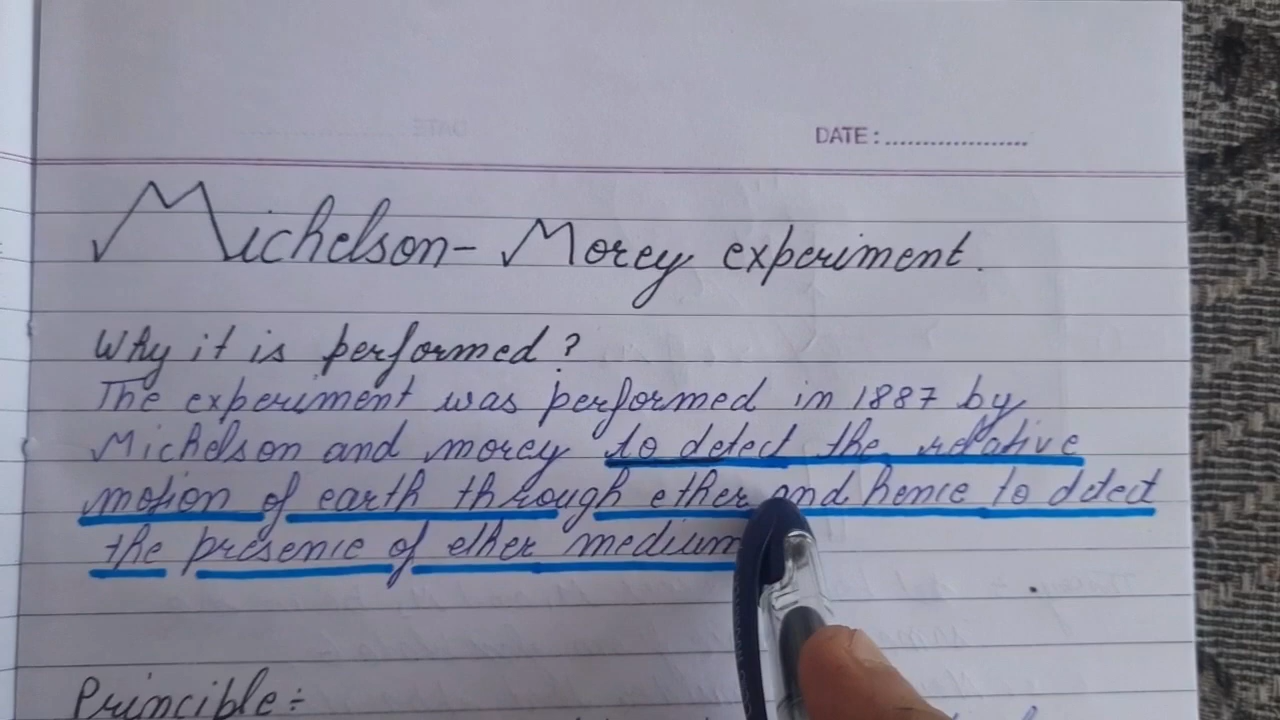 DATE : ...................
Michelson - Morey experiment.
Why it is performed ?
The experiment was performed in 1887 by
Michelson and morey to detect the relative
motion of earth through ether and hence to detect
the presence of ether medium
Principle :-